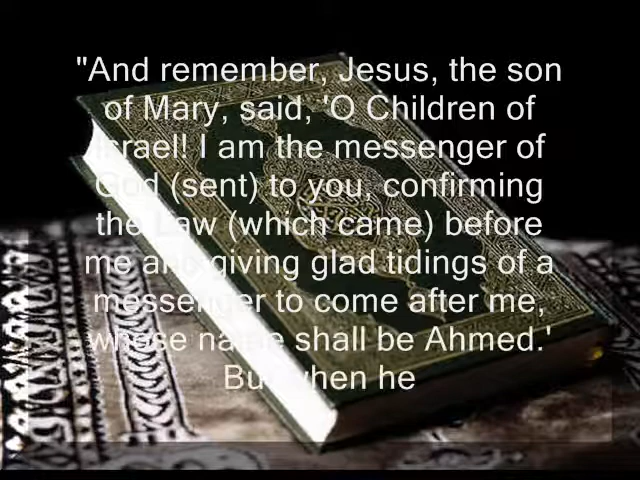 "And remember, Jesus, the son
of Mary, said, 'O Children of
Israel! I am the messenger of
God (sent) to you, confirming
the Law (which came) before
me and giving glad tidings of a
messenger to come after me,
whose name shall be Ahmed.'
But when he